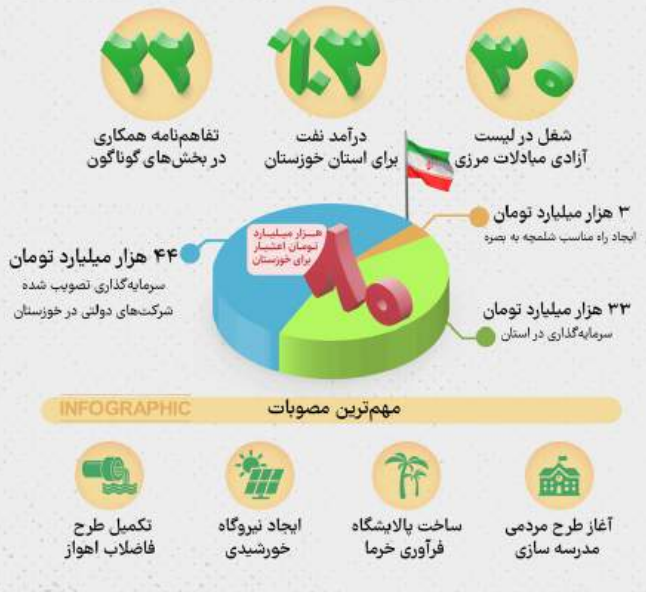 ۳۰
شغل در لیست
آزادی مبادلات مرزی
٪۳
درآمد نفت
برای استان خوزستان
۲۲
تفاهم‌نامه همکاری
در بخش‌های گوناگون
۸۰
هزار میلیارد
تومان اعتبار
برای خوزستان
۳ هزار میلیارد تومان
ایجاد راه مناسب شلمچه به بصره
۳۳ هزار میلیارد تومان
سرمایه‌گذاری در استان
۴۴ هزار میلیارد تومان
سرمایه‌گذاری تصویب شده
شرکت‌های دولتی در خوزستان
مهم‌ترین مصوبات
INFOGRAPHIC
آغاز طرح مردمی
مدرسه سازی
ساخت پالایشگاه
فرآوری خرما
ایجاد نیروگاه
خورشیدی
تکمیل طرح
فاضلاب اهواز